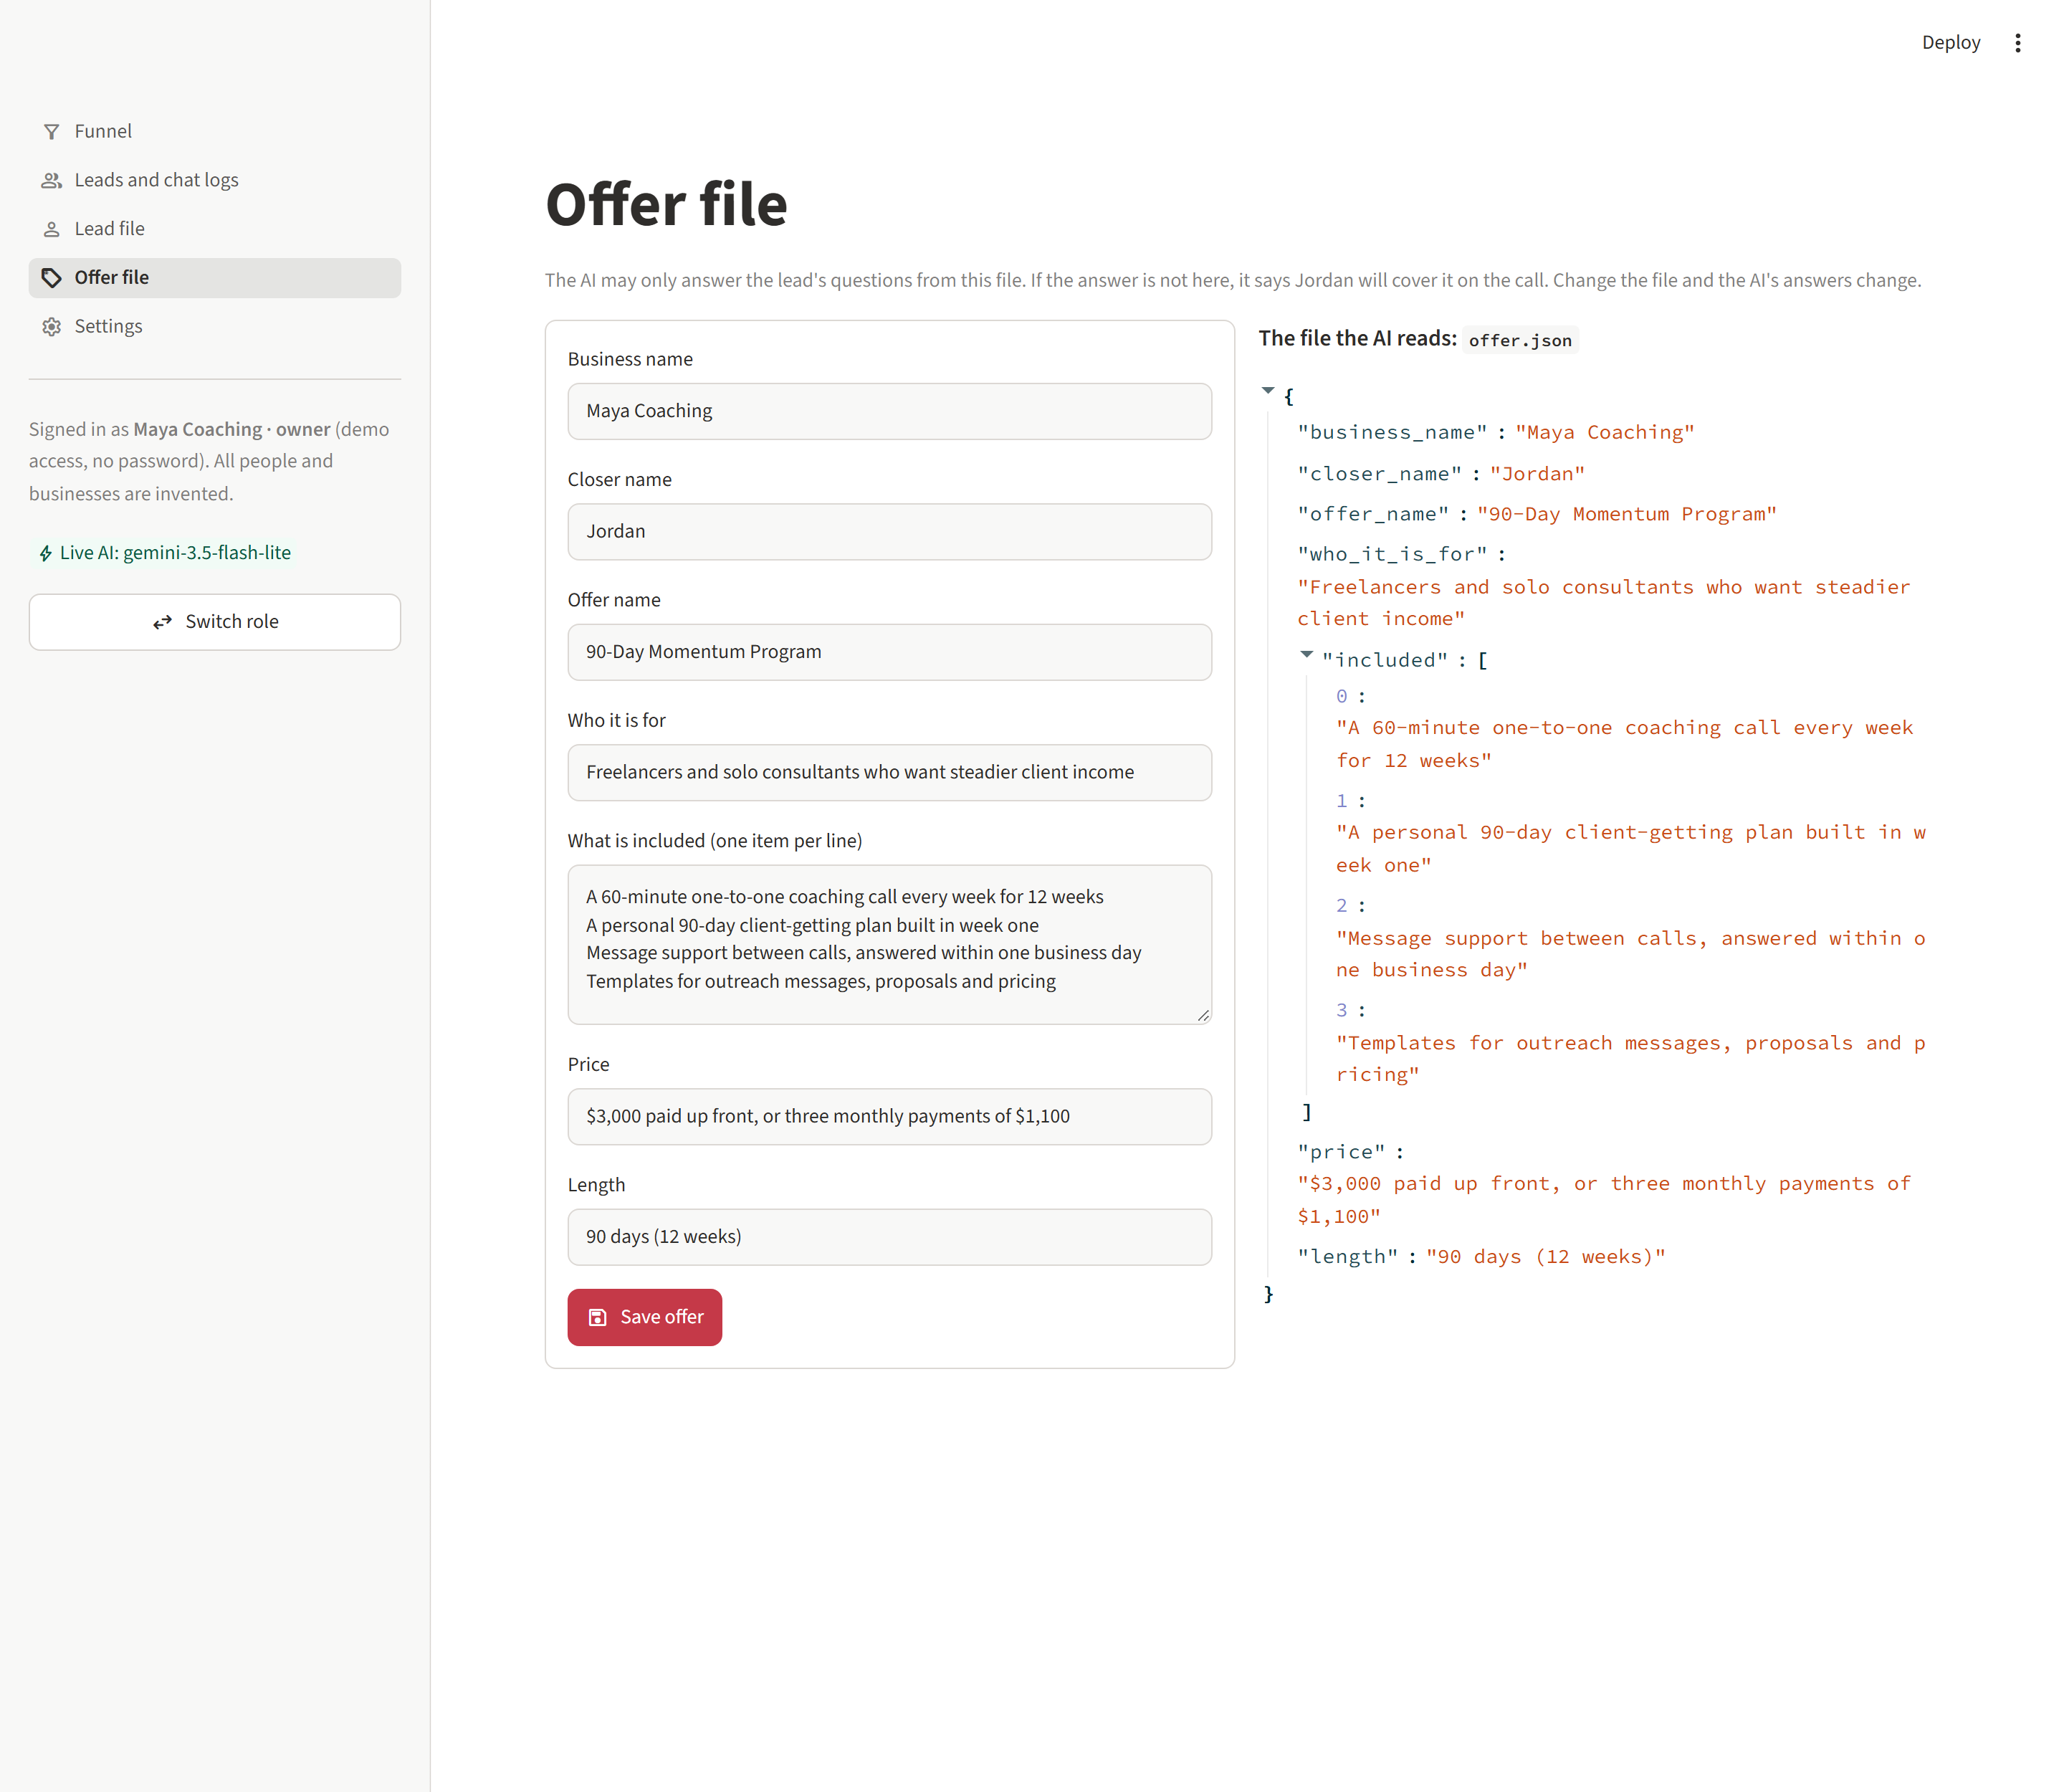 Deploy
Funnel
Leads and chat logs
Lead file
Offer file
Settings
Signed in as Maya Coaching · owner (demo
access, no password). All people and
businesses are invented.
Live AI: gemini-3.5-flash-lite
Switch role
Offer file
The AI may only answer the lead's questions from this file. If the answer is not here, it says Jordan will cover it on the call. Change the file and the AI's answers change.
Business name
Maya Coaching
Closer name
Jordan
Offer name
90-Day Momentum Program
Who it is for
Freelancers and solo consultants who want steadier client income
What is included (one item per line)
A 60-minute one-to-one coaching call every week for 12 weeks
A personal 90-day client-getting plan built in week one
Message support between calls, answered within one business day
Templates for outreach messages, proposals and pricing
Price
$3,000 paid up front, or three monthly payments of $1,100
Length
90 days (12 weeks)
Save offer
The file the AI reads: offer.json
{
"business_name" : "Maya Coaching"
"closer_name" : "Jordan"
"offer_name" : "90-Day Momentum Program"
"who_it_is_for" :
"Freelancers and solo consultants who want steadier
client income"
"included" : [
0 :
"A 60-minute one-to-one coaching call every week
for 12 weeks"
1 :
"A personal 90-day client-getting plan built in w
eek one"
2 :
"Message support between calls, answered within o
ne business day"
3 :
"Templates for outreach messages, proposals and p
ricing"
]
"price" :
"$3,000 paid up front, or three monthly payments of
$1,100"
"length" : "90 days (12 weeks)"
}